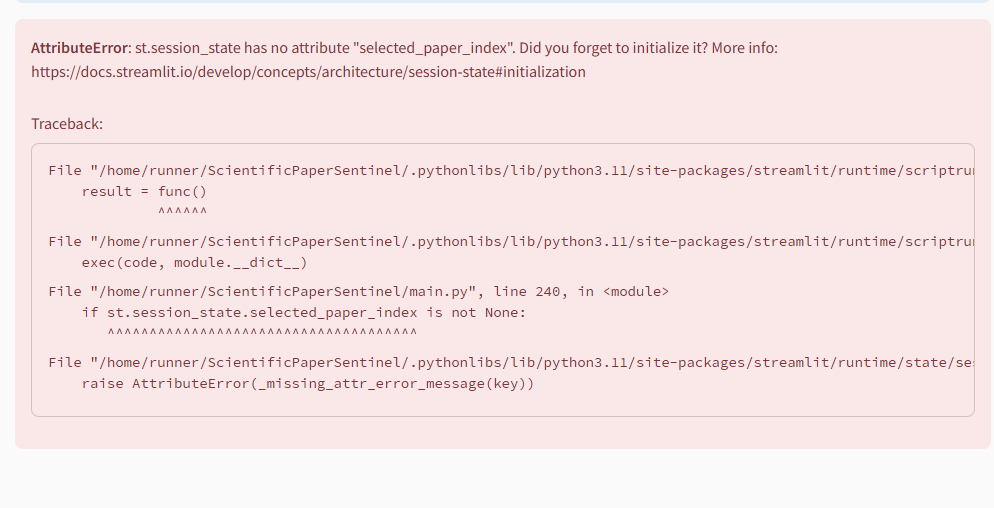 AttributeError: st.session_state has no attribute "selected_paper_index". Did you forget to initialize it? More info:
https://docs.streamlit.io/develop/concepts/architecture/session-state#initialization
Traceback:
File "/home/runner/ScientificPaperSentinel/.pythonlibs/lib/python3.11/site-packages/streamlit/runtime/scriptru
result = func()
^^^^^^
File "/home/runner/ScientificPaperSentinel/.pythonlibs/lib/python3.11/site-packages/streamlit/runtime/scriptru
exec(code, module.__dict__)
File "/home/runner/ScientificPaperSentinel/main.py", line 240, in <module>
if st.session_state.selected_paper_index is not None:
^^^^^^^^^^^^^^^^^^^^^^^^^^^^^^^^^^^^^
File "/home/runner/ScientificPaperSentinel/.pythonlibs/lib/python3.11/site-packages/streamlit/runtime/state/se
raise AttributeError(_missing_attr_error_message(key))